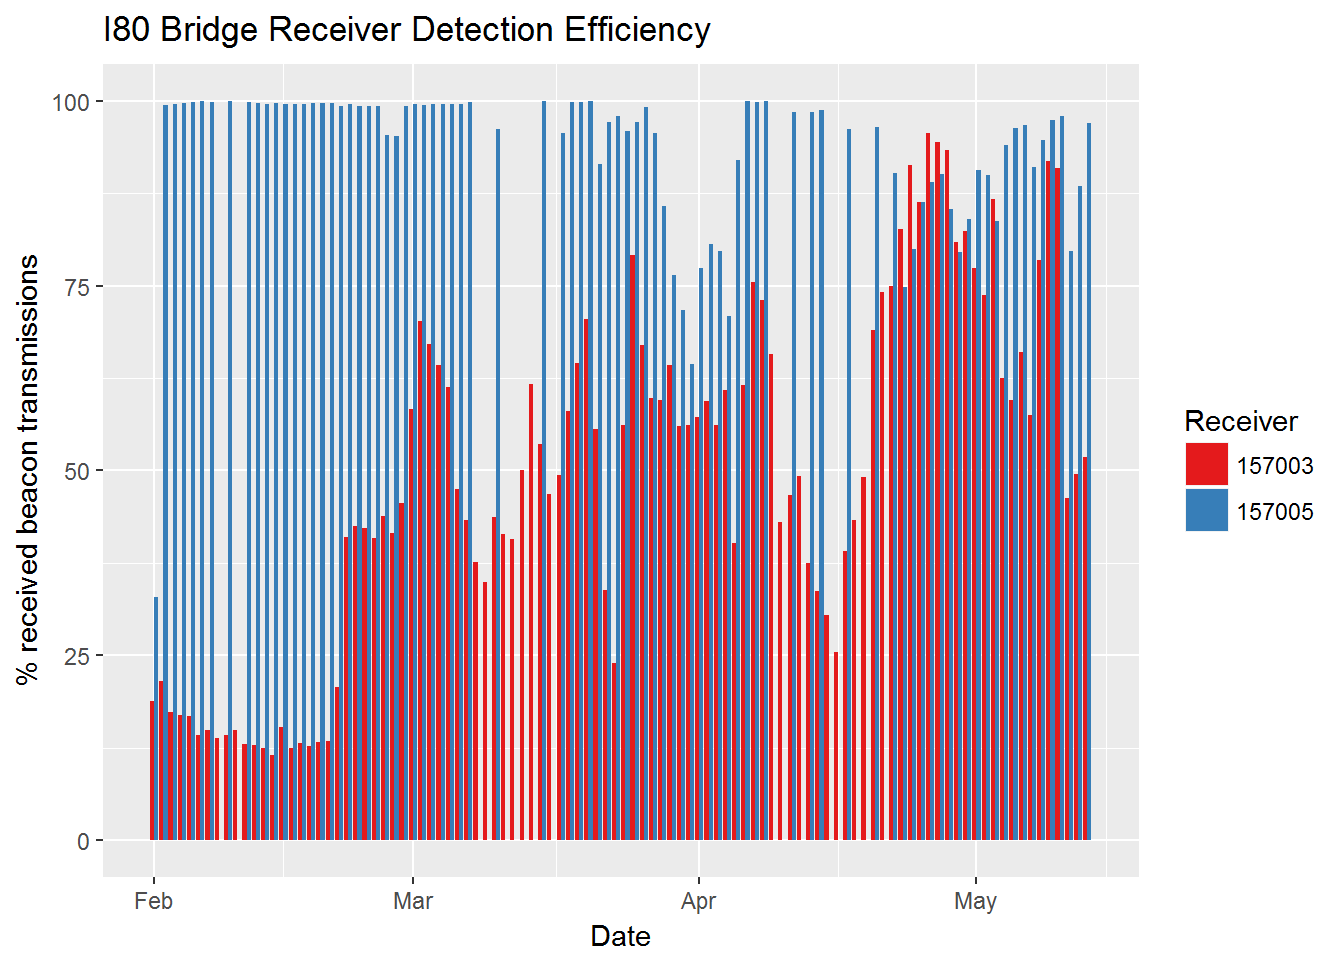 I80 Bridge Receiver Detection Efficiency
100
75
50
25
0
% received beacon transmissions
Feb
Mar
Apr
May
Date
Receiver
157003
157005